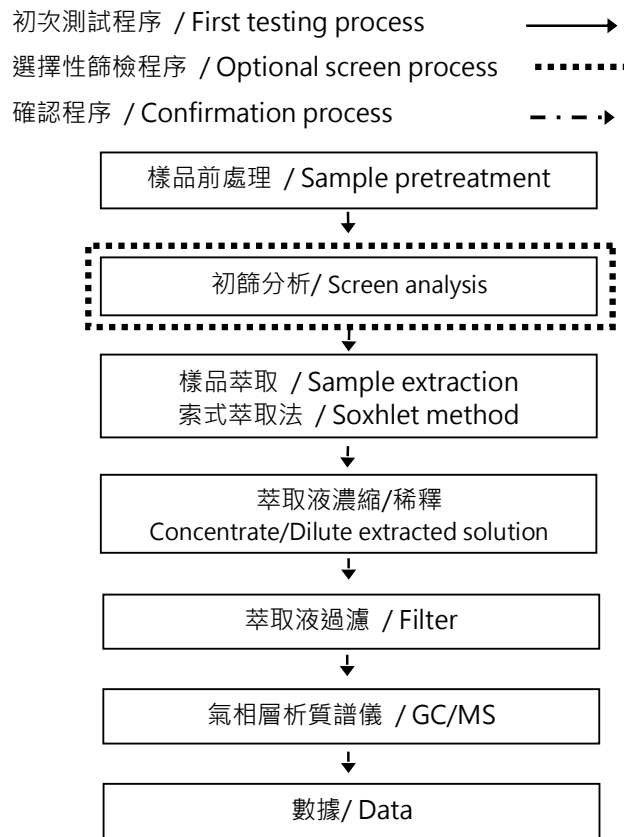 初次測試程序 / First testing process
選擇性篩檢程序 / Optional screen process
確認程序 / Confirmation process
樣品前處理 / Sample pretreatment
初篩分析/ Screen analysis
樣品萃取 / Sample extraction
索式萃取法 / Soxhlet method
萃取液濃縮/稀釋
Concentrate/Dilute extracted solution
萃取液過濾 / Filter
氣相層析質譜儀 / GC/MS
數據/ Data